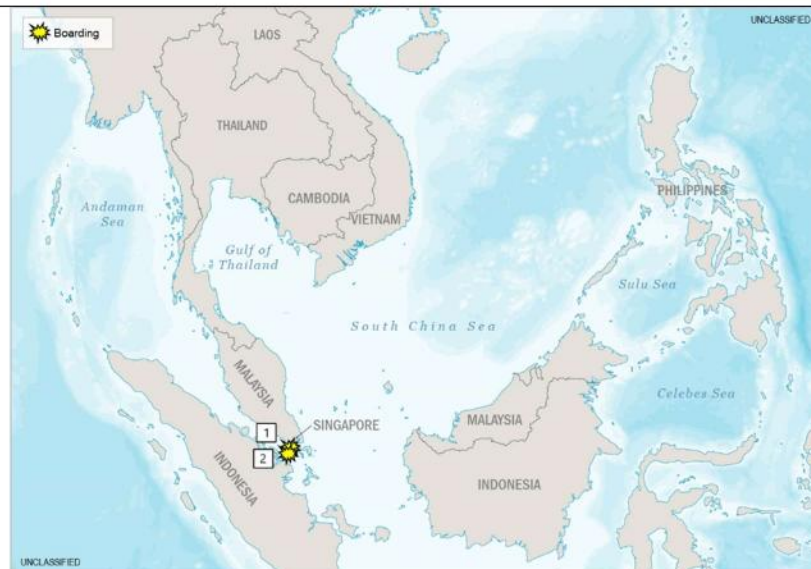 Boarding
UNCLASSIFIED
LAOS
THAILAND
CAMBODIA
VIETNAM
PHILIPPINES
Andaman
Sea
Gulf of
Thailand
Sulu Sea
South China Sea
MALAYSIA
Celebes Sea
1
SINGAPORE
MALAYSIA
2
INDONESIA
INDONESIA
UNCLASSIFIED